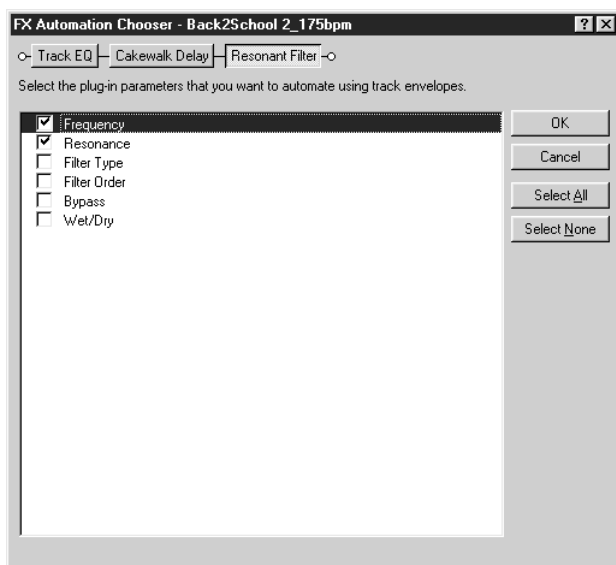 FX Automation Chooser - Back2School 2_175bpm
Track EQ Cakewalk Delay Resonant Filter
Select the plug-in parameters that you want to automate using track envelopes.
Frequency
Resonance
Filter Type
Filter Order
Bypass
Wet/Dry
OK
Cancel
Select All
Select None